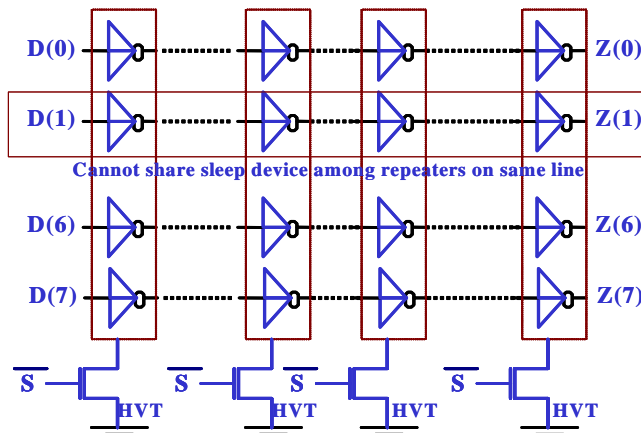 D(0) Z(0)
D(1) Z(1)
Cannot share sleep device among repeaters on same line
D(6) Z(6)
D(7) Z(7)
S̅ S̅ S̅ S̅
HVT HVT HVT HVT